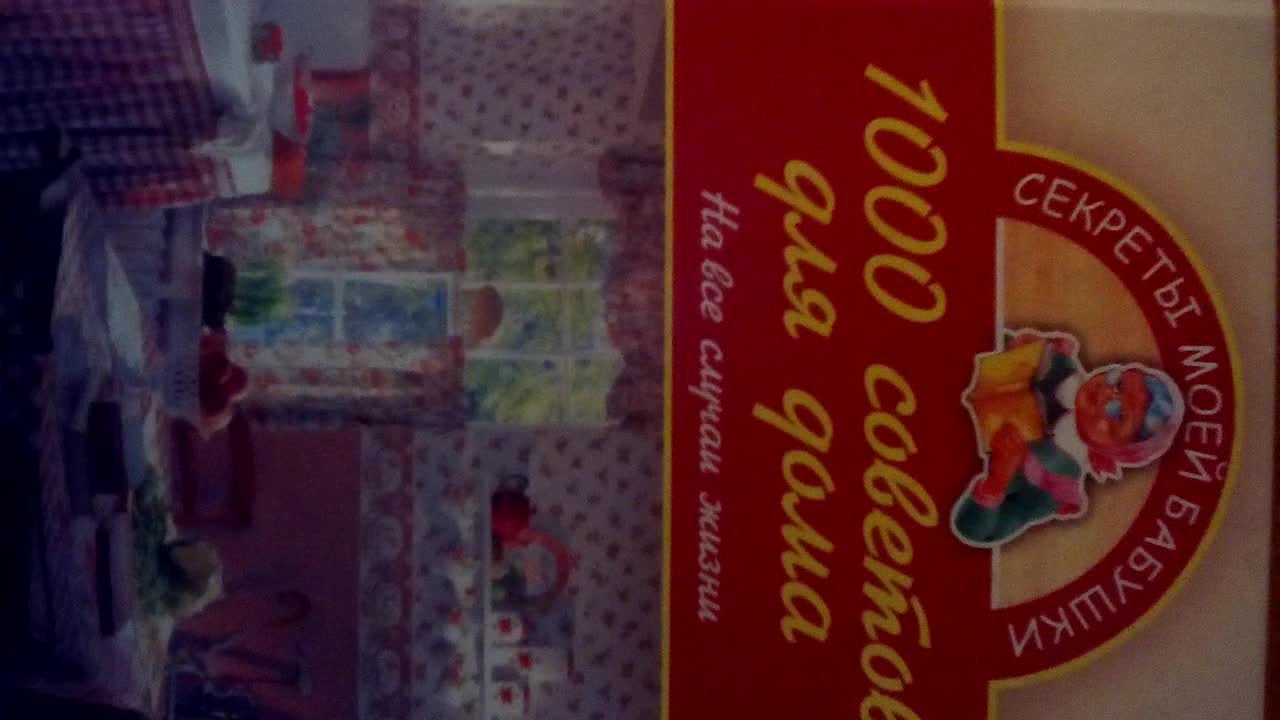 СЕКРЕТЫ МОЕЙ БАБУШКИ
1000 советов
для дома
На все случаи жизни